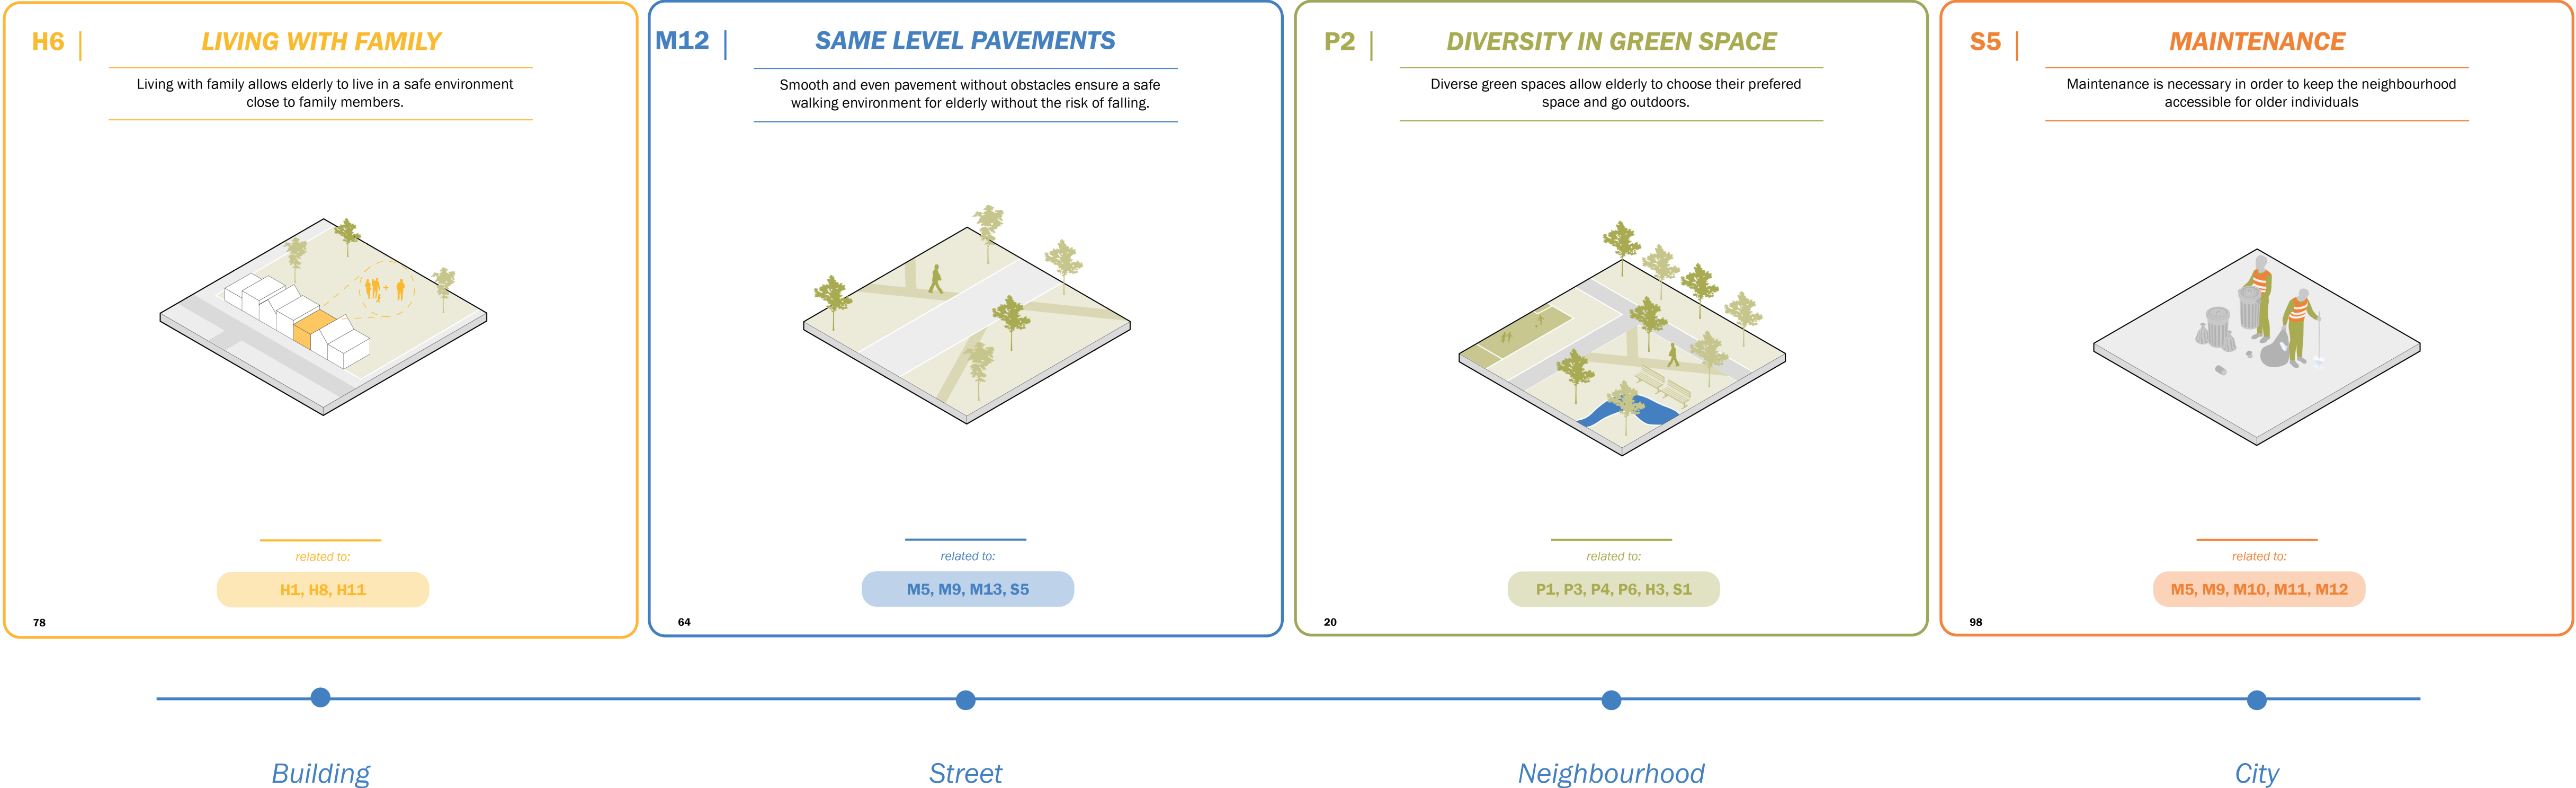 H6 | LIVING WITH FAMILY
Living with family allows elderly to live in a safe environment
close to family members.
related to:
H1, H8, H11
78
M12 | SAME LEVEL PAVEMENTS
Smooth and even pavement without obstacles ensure a safe
walking environment for elderly without the risk of falling.
related to:
M5, M9, M13, S5
64
P2 | DIVERSITY IN GREEN SPACE
Diverse green spaces allow elderly to choose their prefered
space and go outdoors.
related to:
P1, P3, P4, P6, H3, S1
20
S5 | MAINTENANCE
Maintenance is necessary in order to keep the neighbourhood
accessible for older individuals
related to:
M5, M9, M10, M11, M12
98
Building
Street
Neighbourhood
City